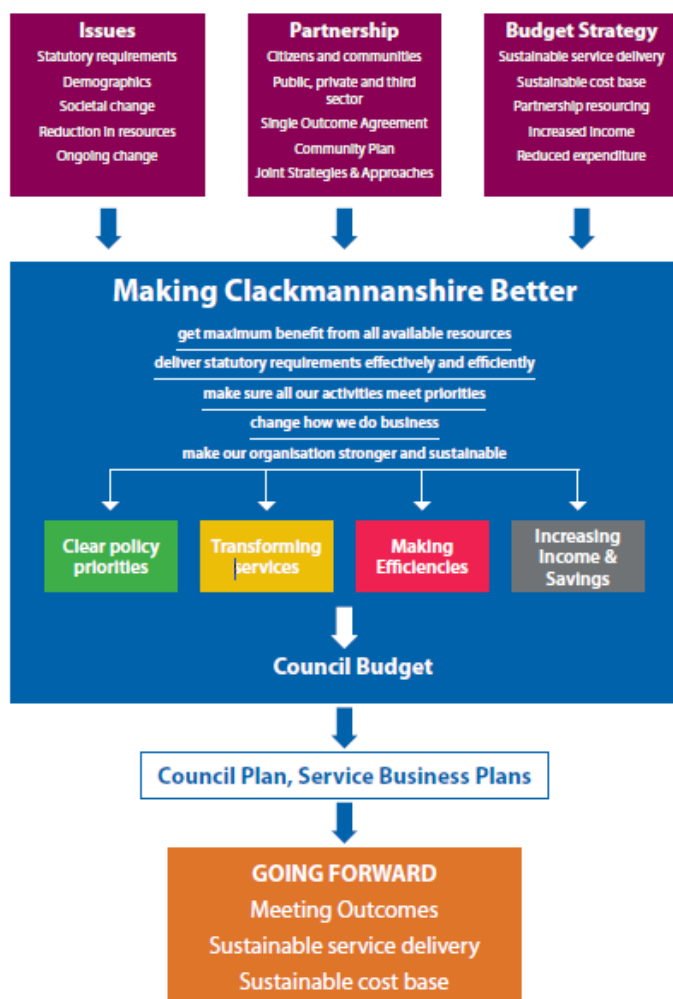 Issues
Statutory requirements
Demographics
Societal change
Reduction in resources
Ongoing change
Partnership
Citizens and communities
Public, private and third
sector
Single Outcome Agreement
Community Plan
Joint Strategies & Approaches
Budget Strategy
Sustainable service delivery
Sustainable cost base
Partnership resourcing
Increased income
Reduced expenditure
Making Clackmannanshire Better
get maximum benefit from all available resources
deliver statutory requirements effectively and efficiently
make sure all our activities meet priorities
change how we do business
make our organisation stronger and sustainable
Clear policy
priorities
Transforming
services
Making
Efficiencies
Increasing
Income &
Savings
Council Budget
Council Plan, Service Business Plans
GOING FORWARD
Meeting Outcomes
Sustainable service delivery
Sustainable cost base